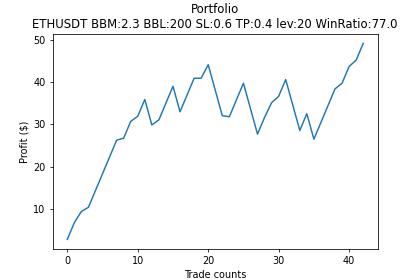 Portfolio
ETHUSDT BBM:2.3 BBL:200 SL:0.6 TP:0.4 lev:20 WinRatio:77.0
50
40
30
20
10
Profit ($)
0 10 20 30 40
Trade counts